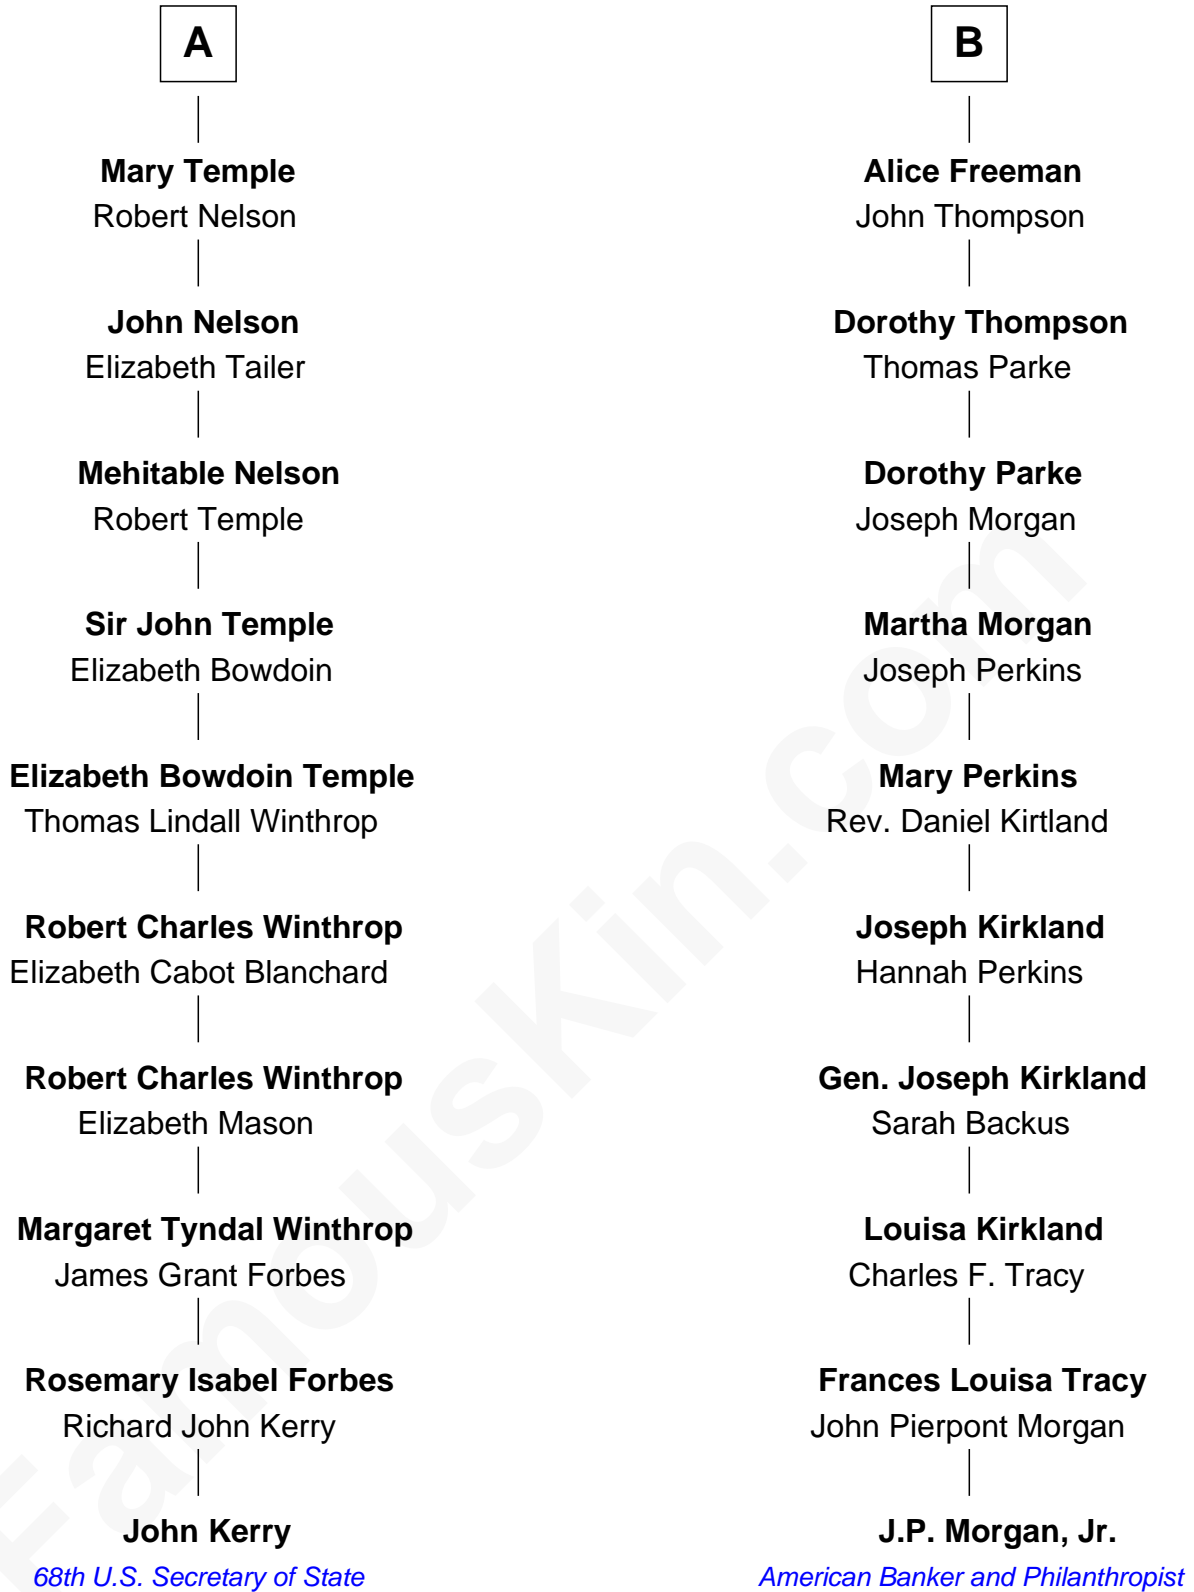 A
Mary Temple
Robert Nelson
John Nelson
Elizabeth Tailer
Mehitable Nelson
Robert Temple
Sir John Temple
Elizabeth Bowdoin
Elizabeth Bowdoin Temple
Thomas Lindall Winthrop
Robert Charles Winthrop
Elizabeth Cabot Blanchard
Robert Charles Winthrop
Elizabeth Mason
Margaret Tyndal Winthrop
James Grant Forbes
Rosemary Isabel Forbes
Richard John Kerry
John Kerry
68th U.S. Secretary of State
B
Alice Freeman
John Thompson
Dorothy Thompson
Thomas Parke
Dorothy Parke
Joseph Morgan
Martha Morgan
Joseph Perkins
Mary Perkins
Rev. Daniel Kirtland
Joseph Kirkland
Hannah Perkins
Gen. Joseph Kirkland
Sarah Backus
Louisa Kirkland
Charles F. Tracy
Frances Louisa Tracy
John Pierpont Morgan
J.P. Morgan, Jr.
American Banker and Philanthropist
FamousKin.com